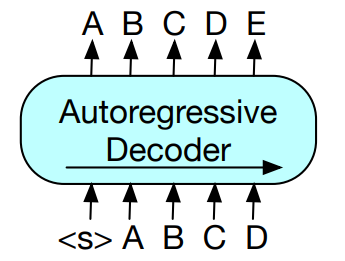 A B C D E
Autoregressive
Decoder
<s> A B C D